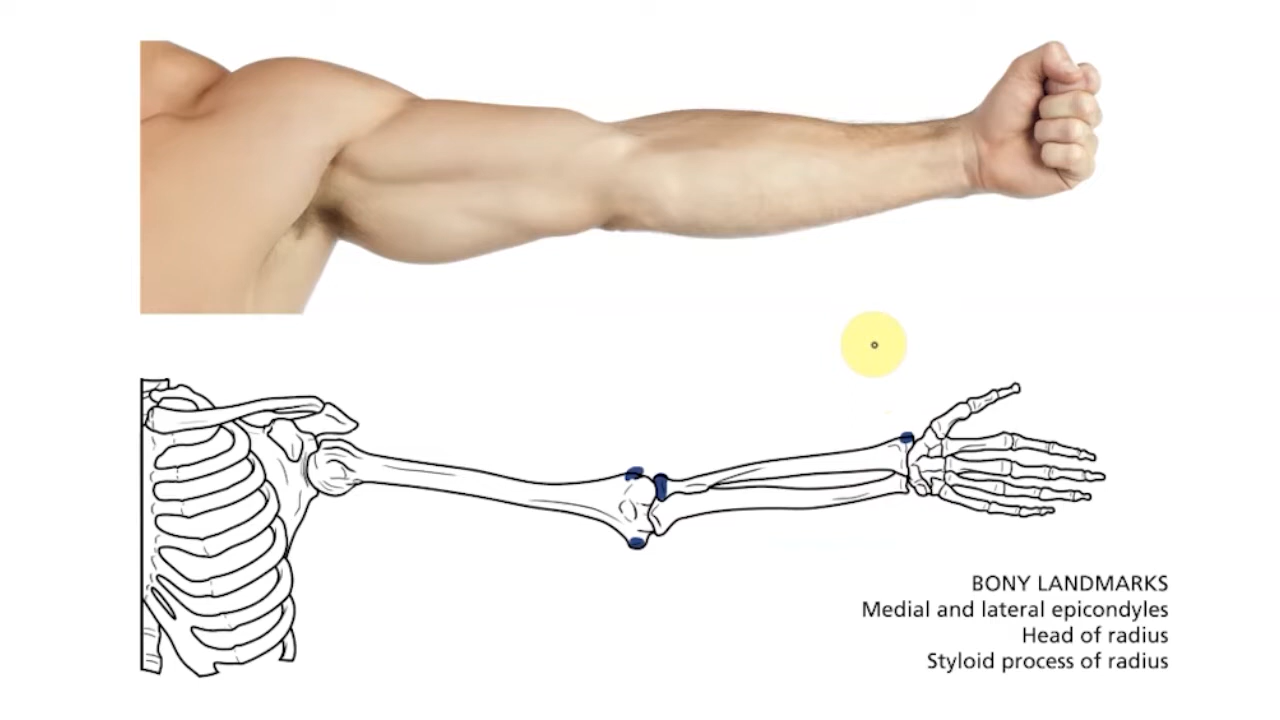 BONY LANDMARKS
Medial and lateral epicondyles
Head of radius
Styloid process of radius